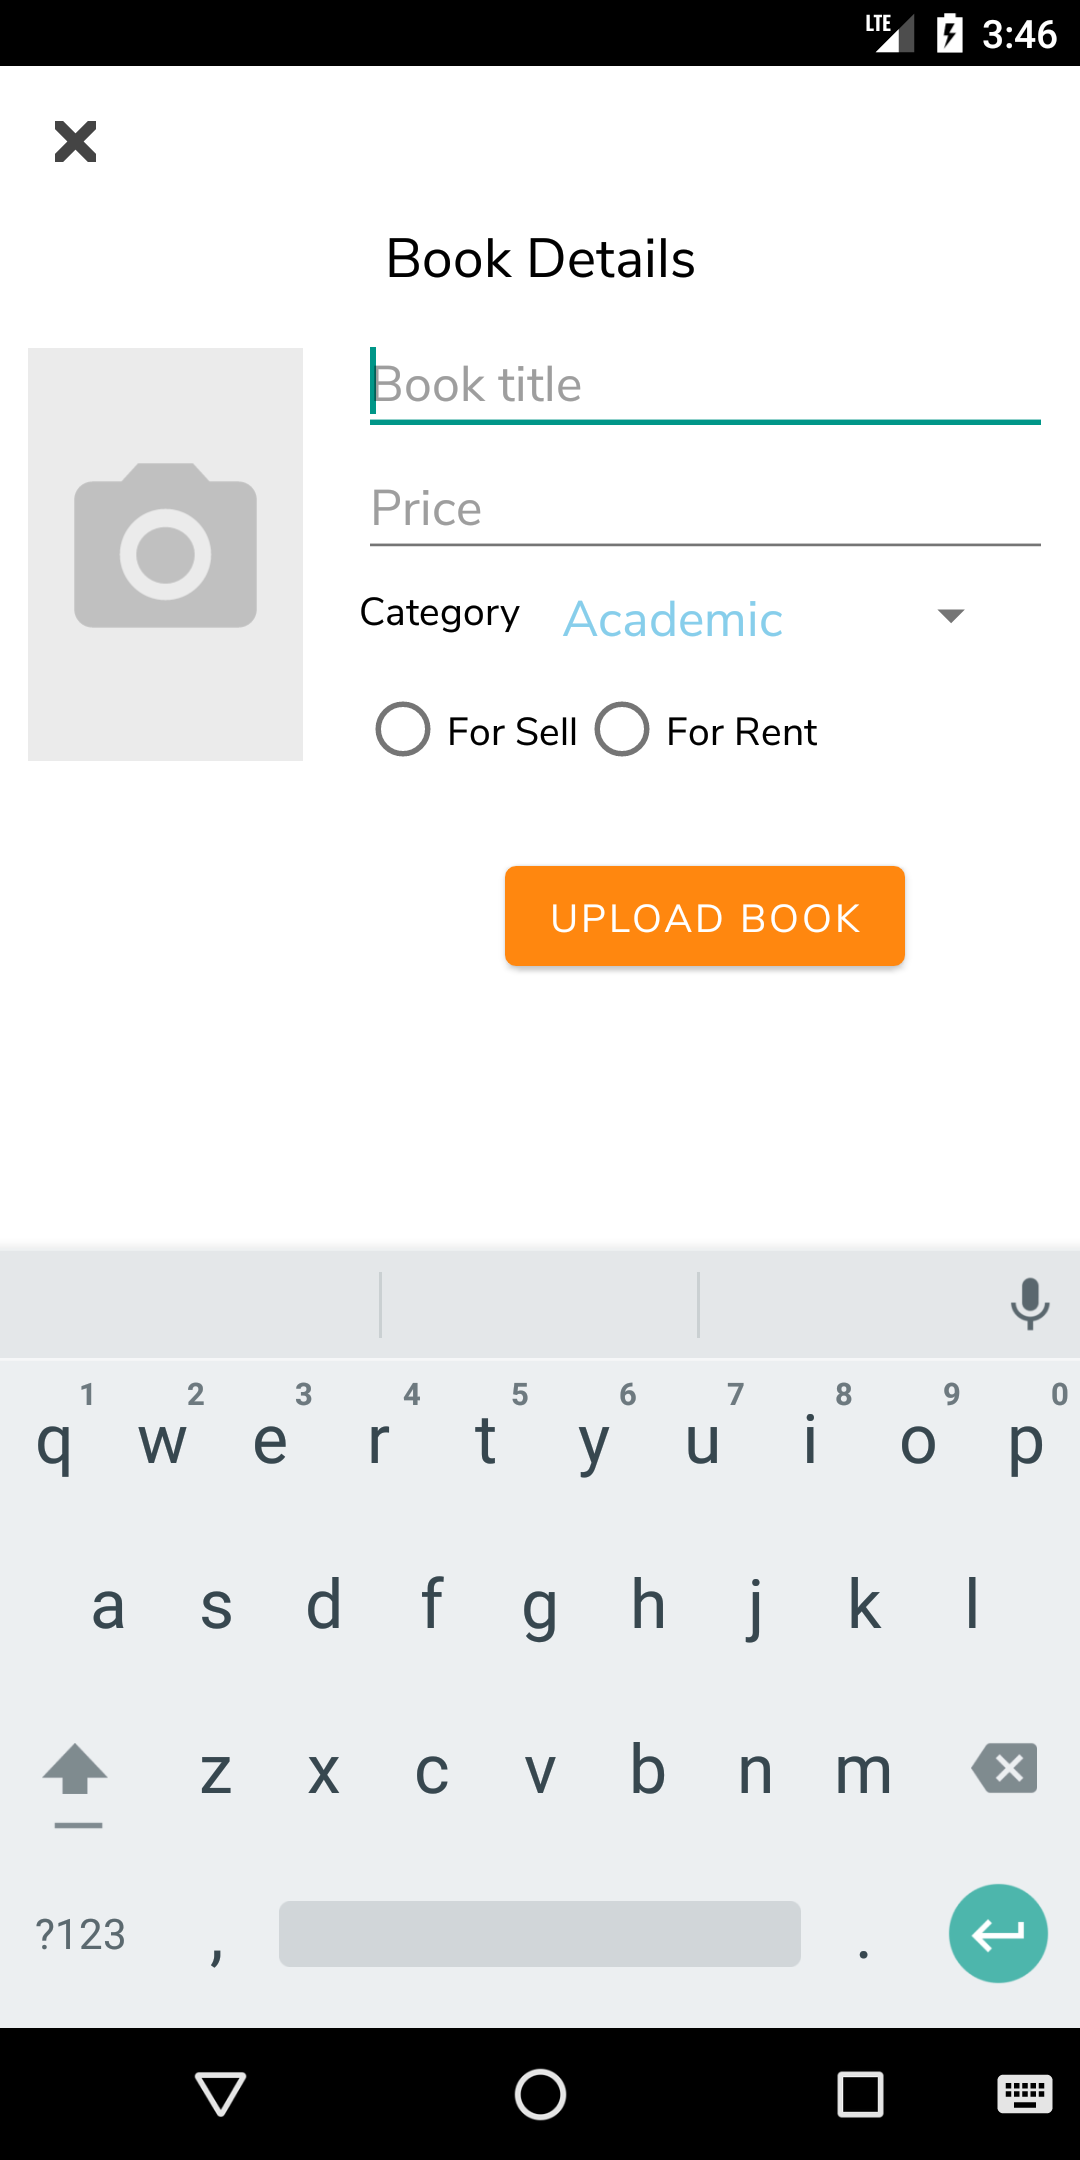 LTE 3:46
Book Details
Book title
Price
Category Academic
For Sell For Rent
UPLOAD BOOK
1 2 3 4 5 6 7 8 9 0
q w e r t y u i o p
a s d f g h j k l
z x c v b n m
?123 , .